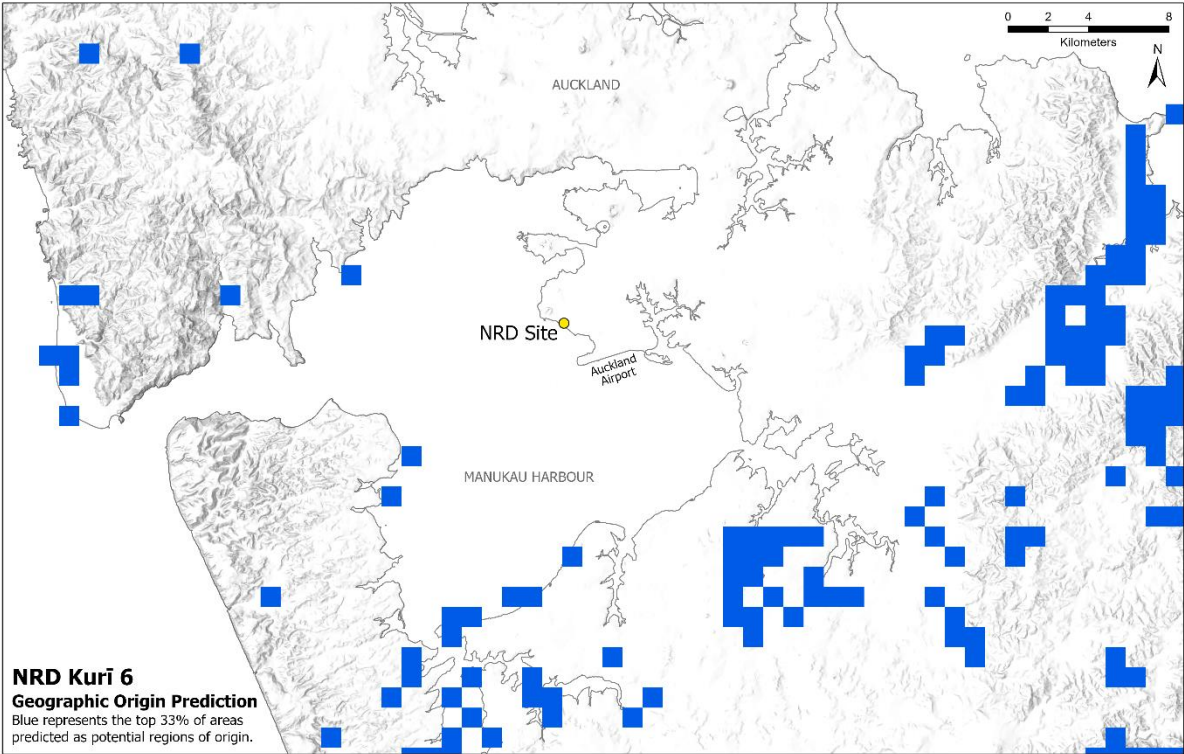 0 2 4 8
Kilometers
N
AUCKLAND
NRD Site
Auckland
Airport
MANUKAU HARBOUR
NRD Kurī 6
Geographic Origin Prediction
Blue represents the top 33% of areas
predicted as potential regions of origin.